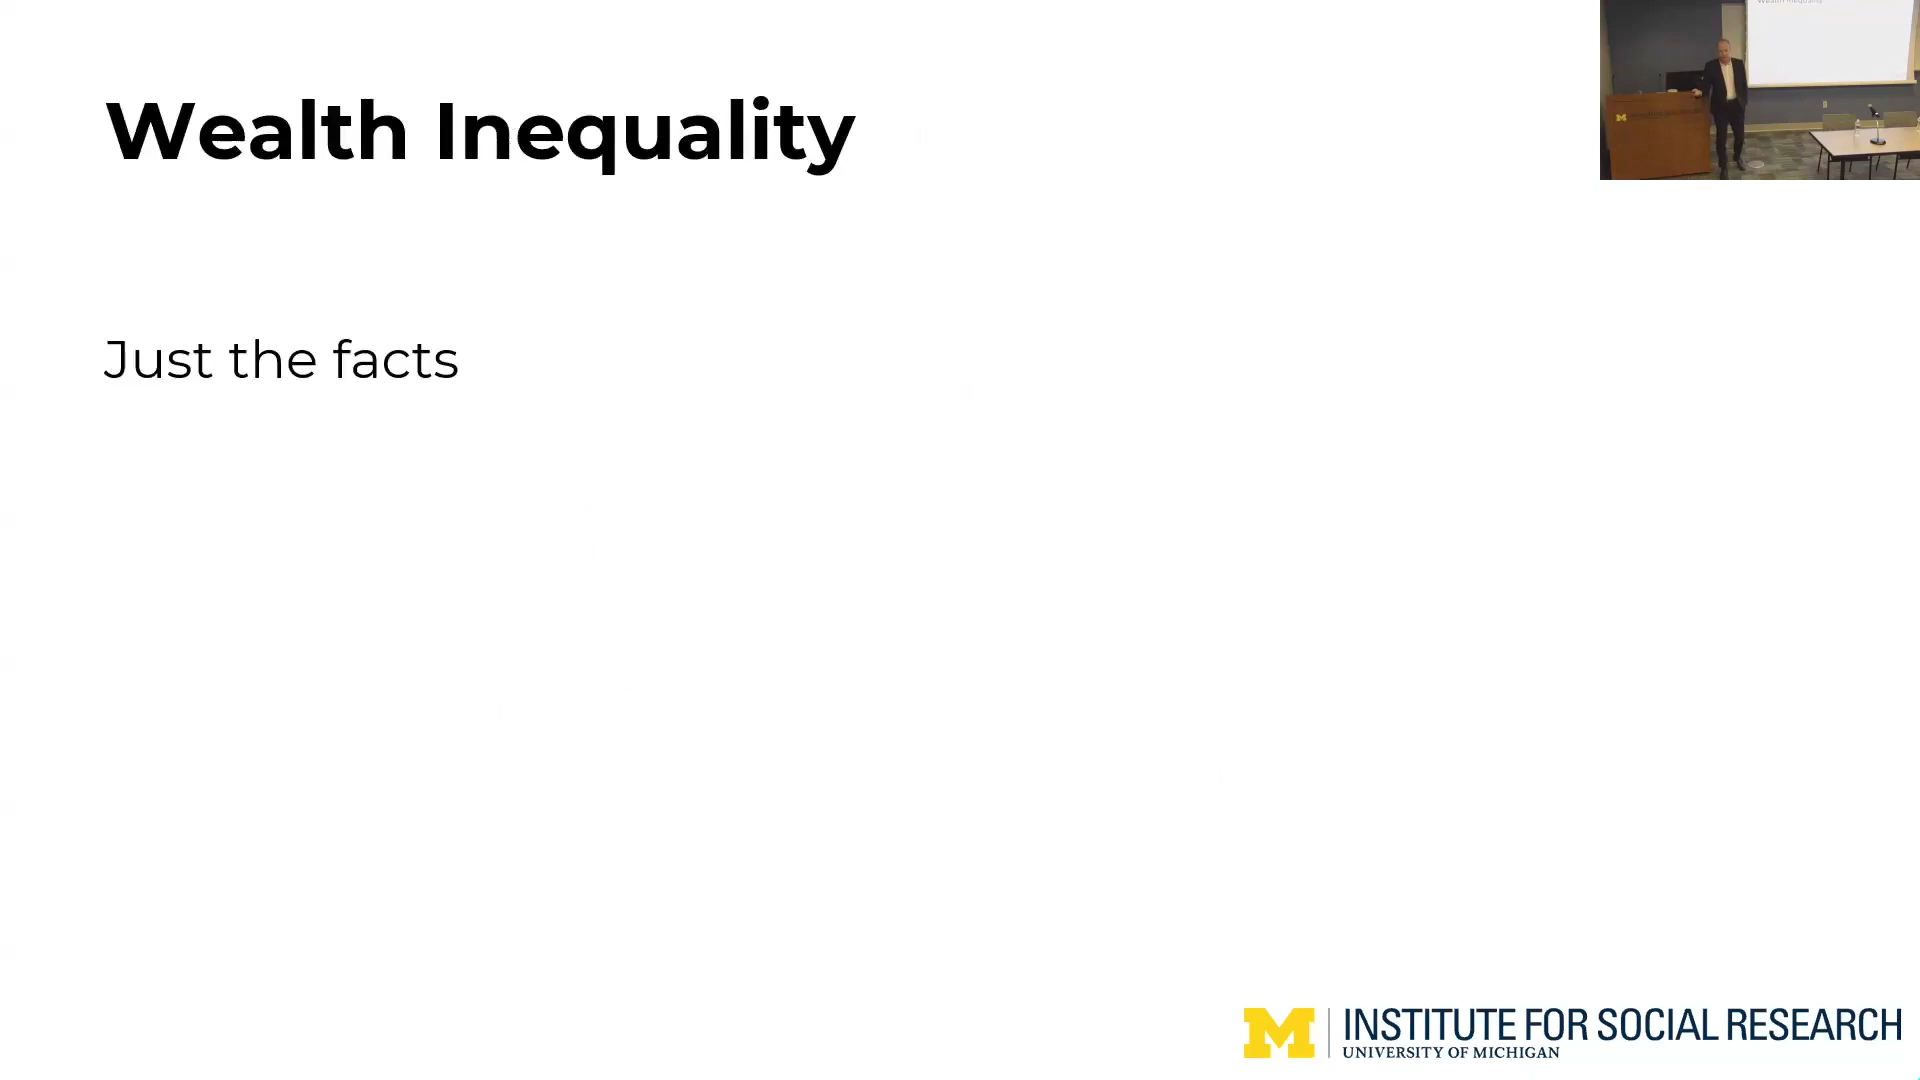 Wealth Inequality
Just the facts
INSTITUTE FOR SOCIAL RESEARCH
UNIVERSITY OF MICHIGAN